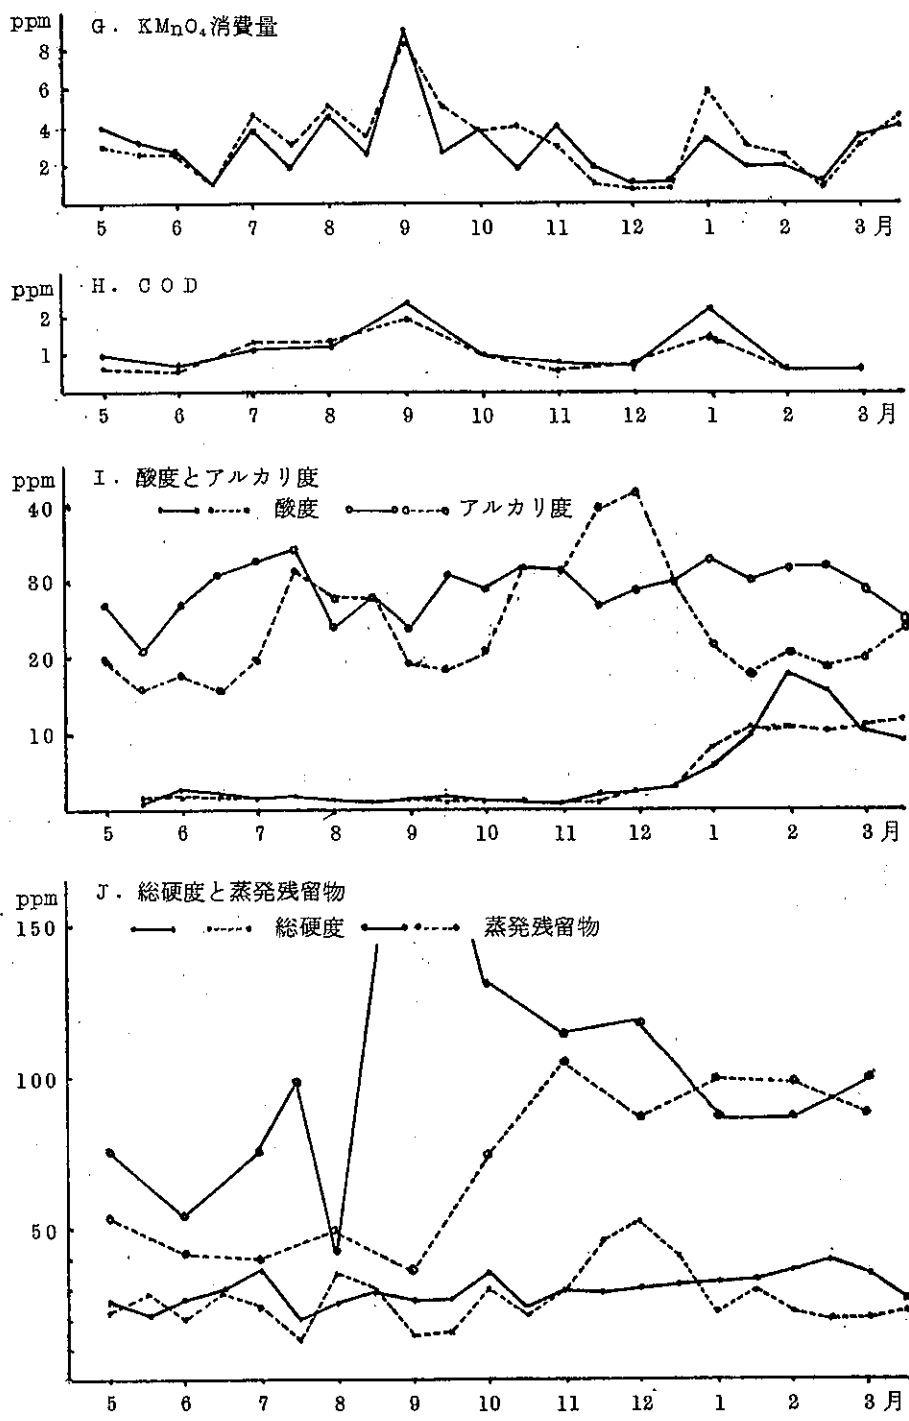 ppm G. KMnO₄消費量
8
6
4
2
5 6 7 8 9 10 11 12 1 2 3月
ppm H. COD
2
1
5 6 7 8 9 10 11 12 1 2 3月
ppm I. 酸度とアルカリ度
40 酸度 アルカリ度
30
20
10
5 6 7 8 9 10 11 12 1 2 3月
ppm J. 総硬度と蒸発残留物
150 総硬度 蒸発残留物
100
50
5 6 7 8 9 10 11 12 1 2 3月